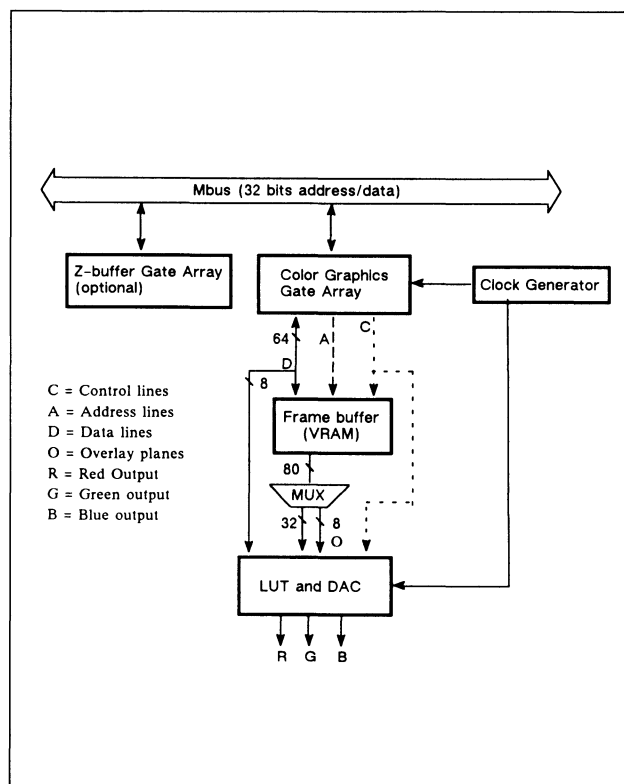 Mbus (32 bits address/data)
Z-buffer Gate Array
(optional)
Color Graphics
Gate Array
Clock Generator
64
A
C
D
8
C = Control lines
A = Address lines
D = Data lines
O = Overlay planes
R = Red Output
G = Green output
B = Blue output
Frame buffer
(VRAM)
80
MUX
32
8
O
LUT and DAC
R
G
B